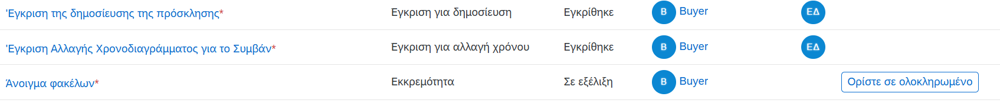 'Εγκριση της δημοσίευσης της πρόσκλησης* Έγκριση για δημοσίευση Εγκρίθηκε B Buyer ΕΔ
'Εγκριση Αλλαγής Χρονοδιαγράμματος για το Συμβάν* Έγκριση για αλλαγή χρόνου Εγκρίθηκε B Buyer ΕΔ
Άνοιγμα φακέλων* Εκκρεμότητα Σε εξέλιξη B Buyer Ορίστε σε ολοκληρωμένο